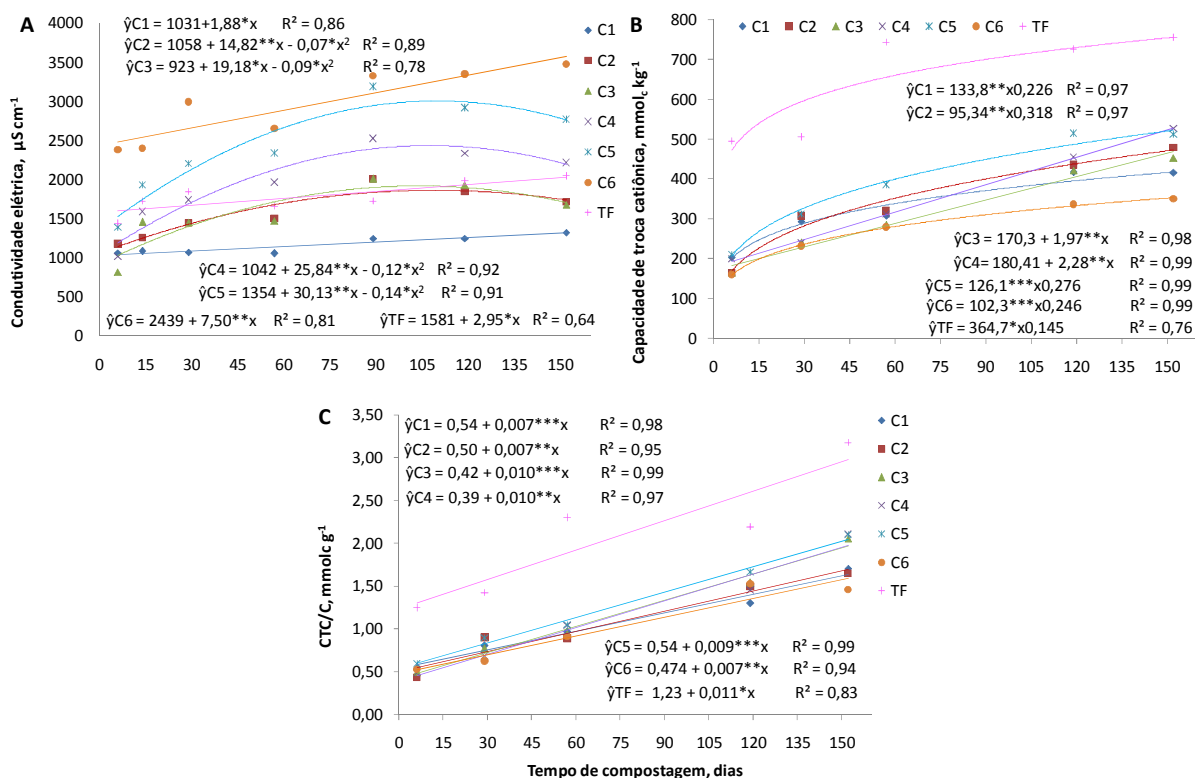 A
ŷC1 = 1031+1,88*x R² = 0,86
ŷC2 = 1058 + 14,82**x - 0,07*x² R² = 0,89
ŷC3 = 923 + 19,18*x - 0,09*x² R² = 0,78
4000
3500
3000
2500
2000
1500
1000
500
0
Condutividade elétrica, µS cm⁻¹
ŷC4 = 1042 + 25,84**x - 0,12*x² R² = 0,92
ŷC5 = 1354 + 30,13**x - 0,14*x² R² = 0,91
ŷC6 = 2439 + 7,50**x R² = 0,81 ŷTF = 1581 + 2,95*x R² = 0,64
0 15 30 45 60 75 90 105 120 135 150
C1
C2
C3
C4
C5
C6
TF
B
C1 C2 C3 C4 C5 C6 TF
800
700
600
500
400
300
200
100
0
Capacidade de troca catiônica, mmol꜀ kg⁻¹
ŷC1 = 133,8**x0,226 R² = 0,97
ŷC2 = 95,34**x0,318 R² = 0,97
ŷC3 = 170,3 + 1,97**x R² = 0,98
ŷC4 = 180,41 + 2,28**x R² = 0,99
ŷC5 = 126,1***x0,276 R² = 0,99
ŷC6 = 102,3***x0,246 R² = 0,99
ŷTF = 364,7*x0,145 R² = 0,76
0 15 30 45 60 75 90 105 120 135 150
C
3,50
3,00
2,50
2,00
1,50
1,00
0,50
0,00
CTC/C, mmolc g⁻¹
ŷC1 = 0,54 + 0,007***x R² = 0,98
ŷC2 = 0,50 + 0,007**x R² = 0,95
ŷC3 = 0,42 + 0,010***x R² = 0,99
ŷC4 = 0,39 + 0,010**x R² = 0,97
ŷC5 = 0,54 + 0,009***x R² = 0,99
ŷC6 = 0,474 + 0,007**x R² = 0,94
ŷTF = 1,23 + 0,011*x R² = 0,83
0 15 30 45 60 75 90 105 120 135 150
Tempo de compostagem, dias
C1
C2
C3
C4
C5
C6
TF